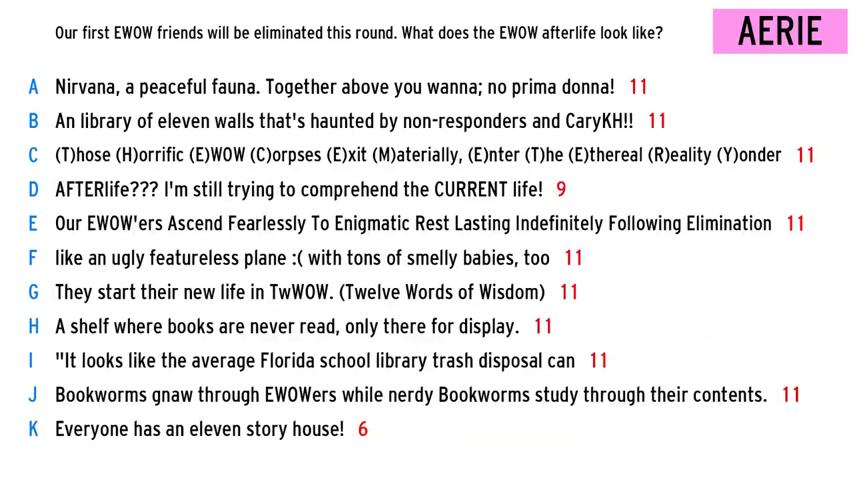 Our first EWOW friends will be eliminated this round. What does the EWOW afterlife look like?
AERIE
A Nirvana, a peaceful fauna. Together above you wanna; no prima donna! 11
B An library of eleven walls that's haunted by non-responders and CaryKH!! 11
C (T)hose (H)orrific (E)WOW (C)orpses (E)xit (M)aterially, (E)nter (T)he (E)thereal (R)eality (Y)onder 11
D AFTERlife??? I'm still trying to comprehend the CURRENT life! 9
E Our EWOW'ers Ascend Fearlessly To Enigmatic Rest Lasting Indefinitely Following Elimination 11
F like an ugly featureless plane :( with tons of smelly babies, too 11
G They start their new life in TwWOW. (Twelve Words of Wisdom) 11
H A shelf where books are never read, only there for display. 11
I "It looks like the average Florida school library trash disposal can 11
J Bookworms gnaw through EWOWers while nerdy Bookworms study through their contents. 11
K Everyone has an eleven story house! 6